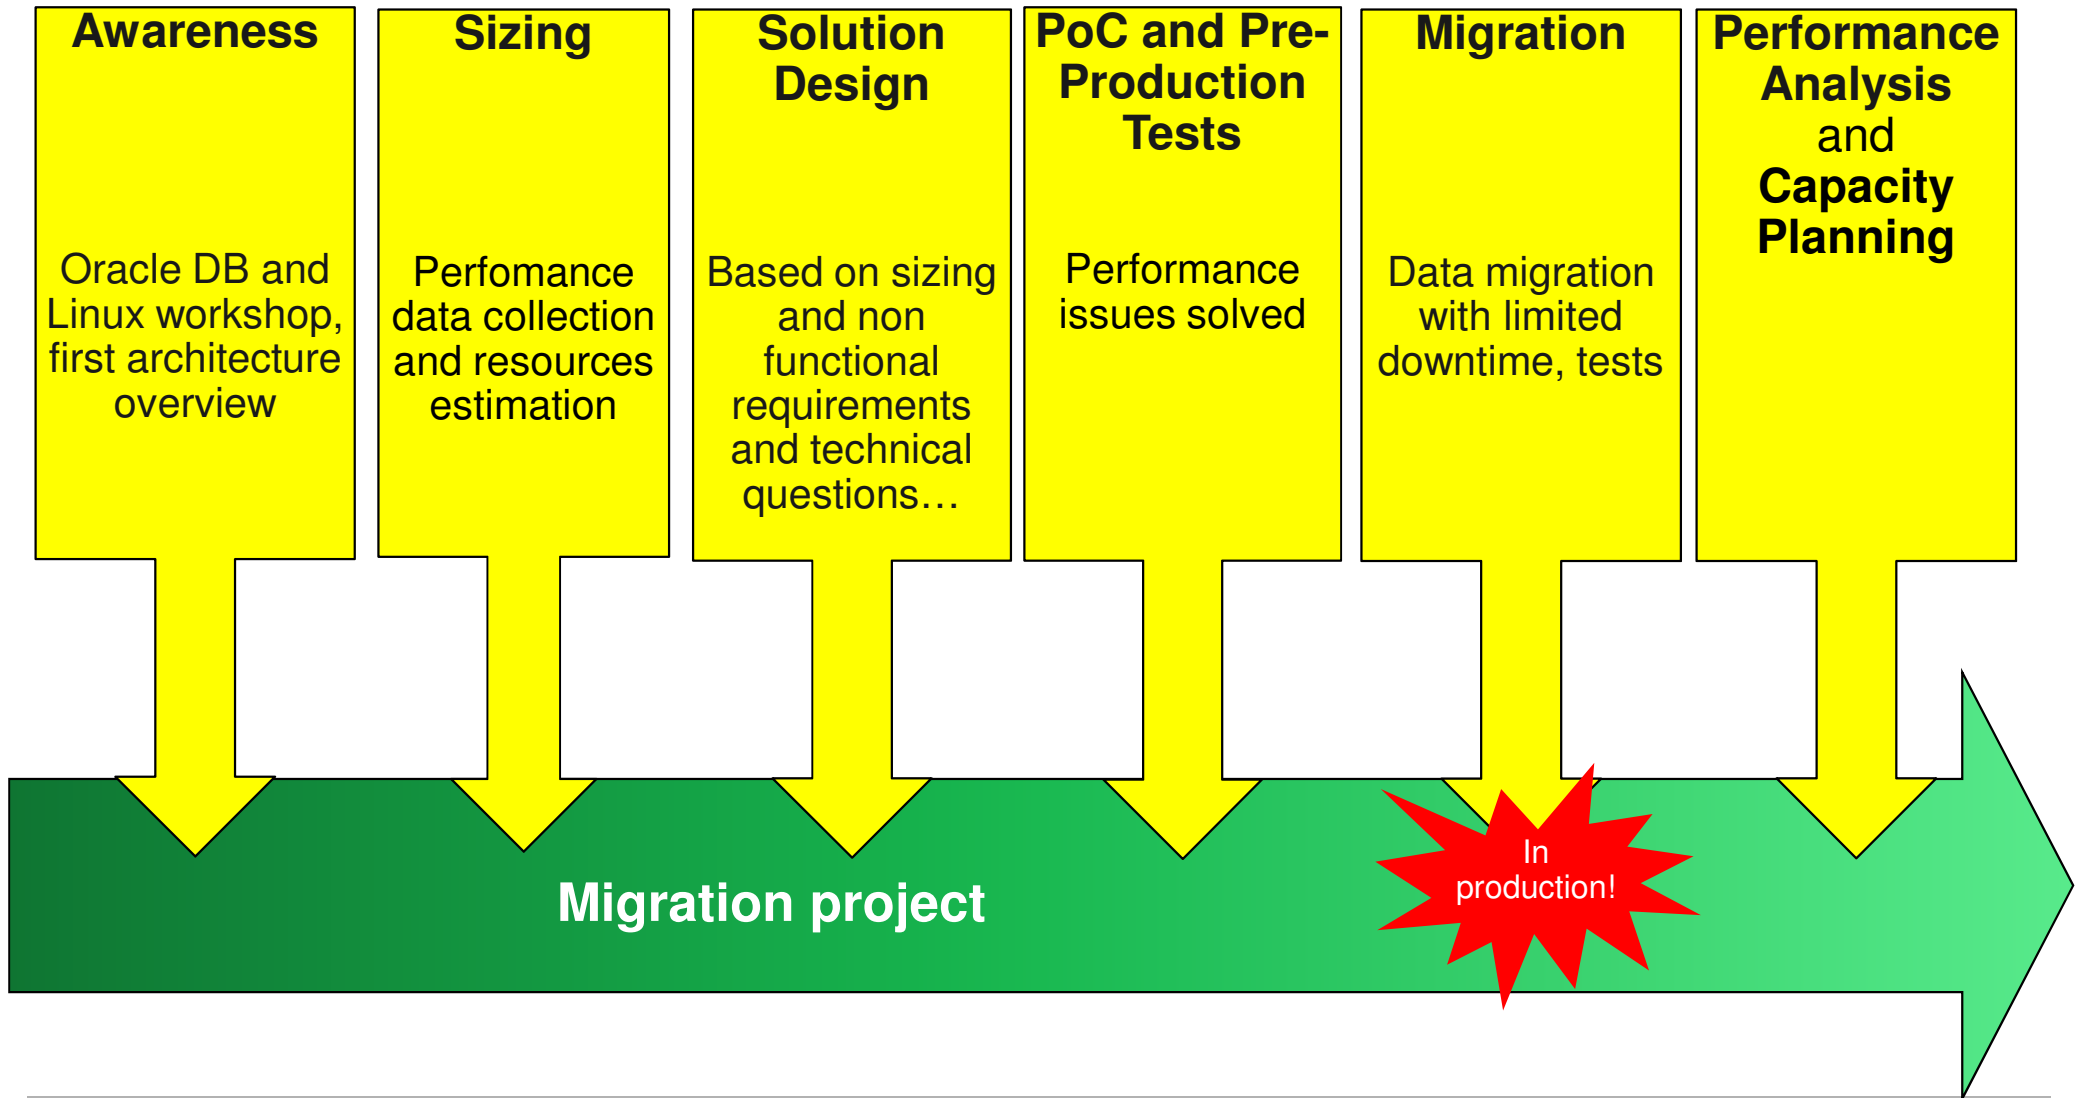 Awareness
Oracle DB and
Linux workshop,
first architecture
overview
Sizing
Perfomance
data collection
and resources
estimation
Solution
Design
Based on sizing
and non
functional
requirements
and technical
questions…
PoC and Pre-
Production
Tests
Performance
issues solved
Migration
Data migration
with limited
downtime, tests
Performance
Analysis
and
Capacity
Planning
In
production!
Migration project